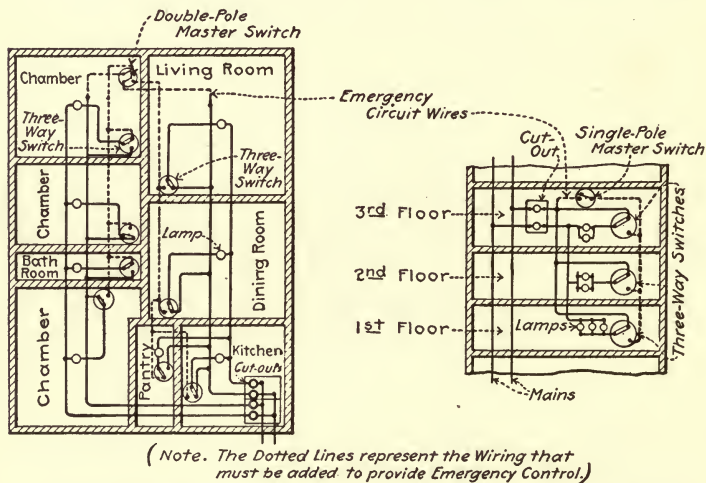 Double-Pole
Master Switch
Chamber
Living Room
Emergency
Circuit Wires
Three-
Way
Switch
Three-
Way
Switch
Chamber
Lamp
Dining Room
Bath
Room
Chamber
Pantry
Kitchen
Cut-outs
Cut-
Out
Single-Pole
Master Switch
3rd Floor
2nd Floor
1st Floor
Lamps
Three-Way Switches
Mains
(Note. The Dotted Lines represent the Wiring that
must be added to provide Emergency Control.)